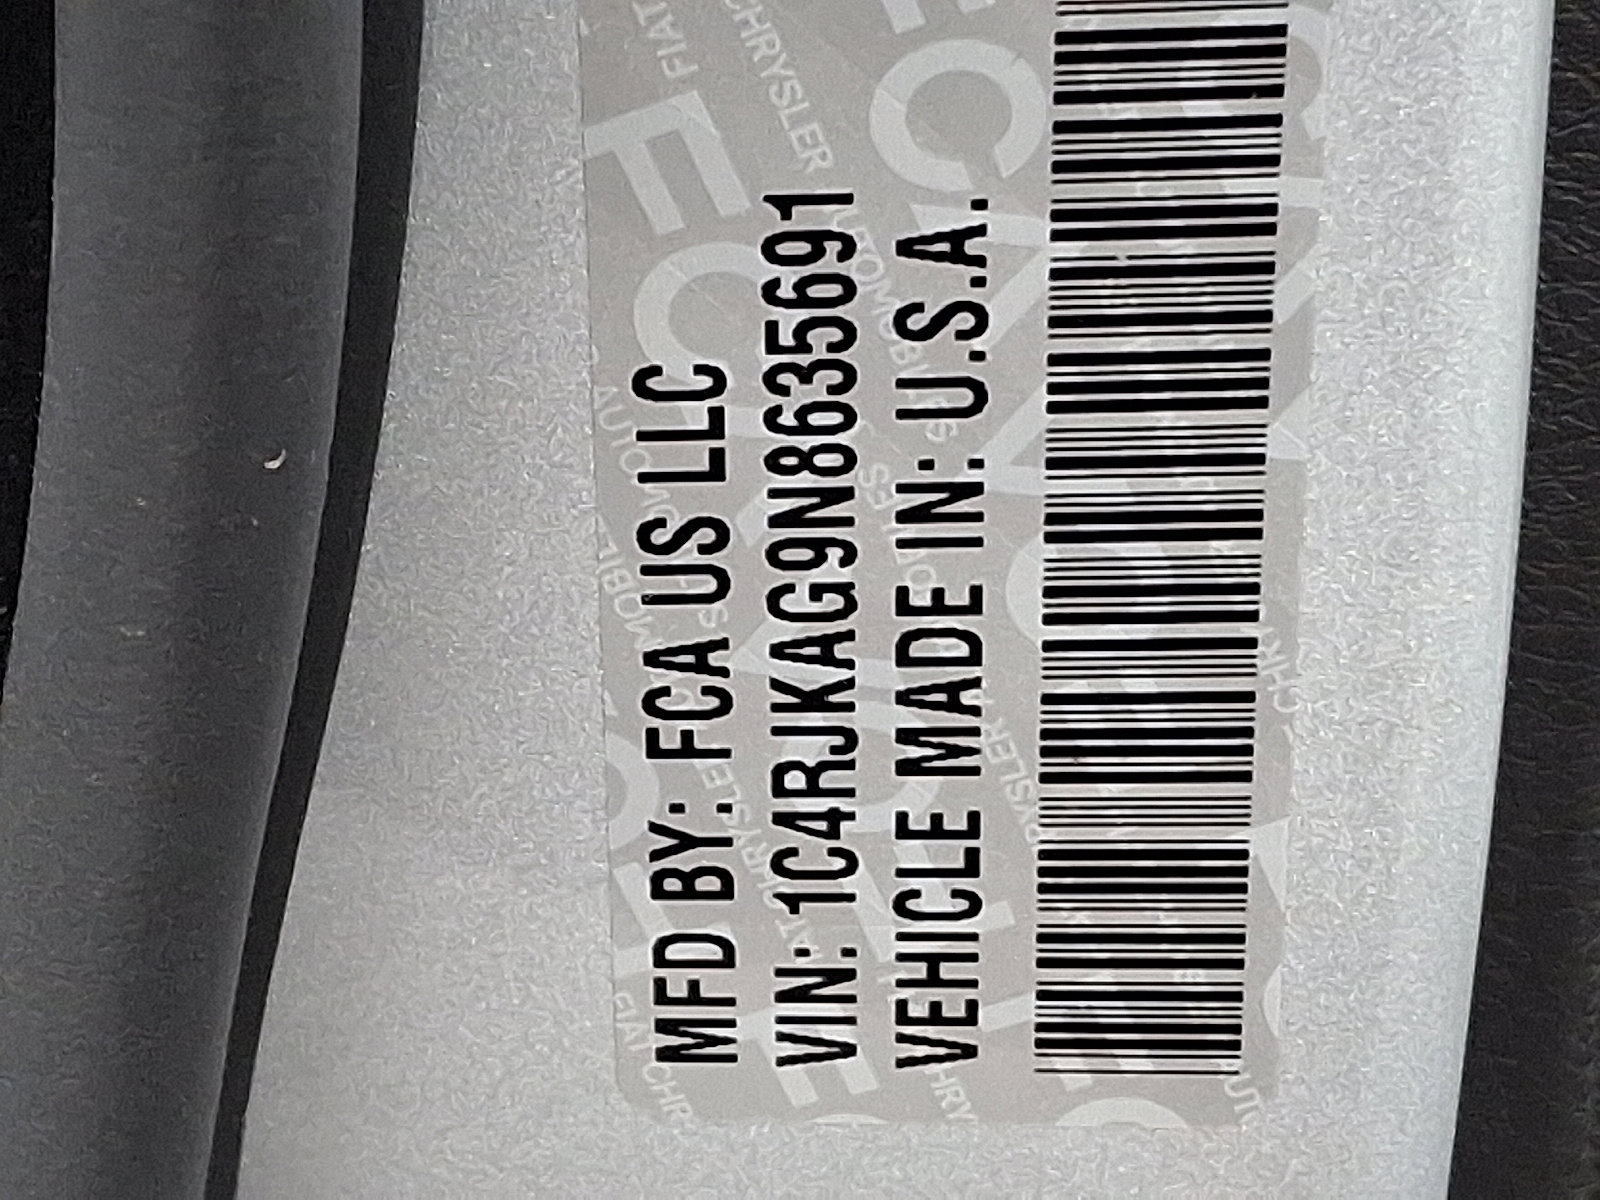 MFD BY: FCA US LLC
VIN: 1C4RJKAG9N8635691
VEHICLE MADE IN: U.S.A.